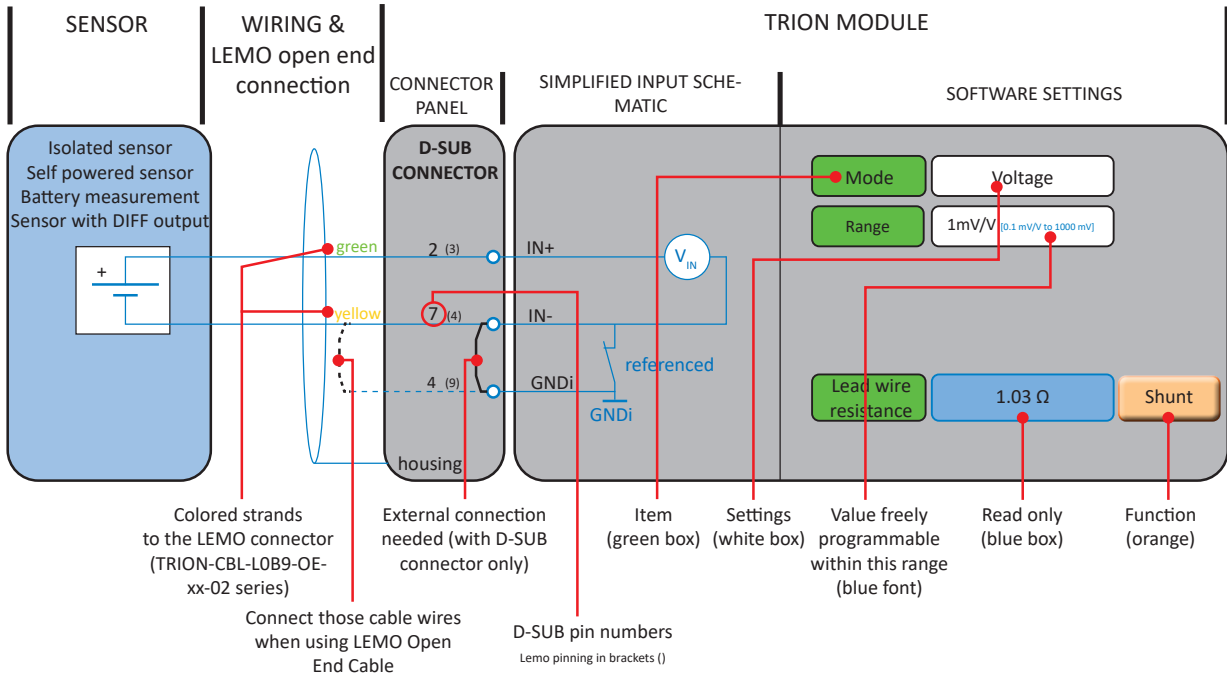 SENSOR
WIRING &
LEMO open end
connection
TRION MODULE
CONNECTOR
PANEL
SIMPLIFIED INPUT SCHE-
MATIC
SOFTWARE SETTINGS
Isolated sensor
Self powered sensor
Battery measurement
Sensor with DIFF output
+
D-SUB
CONNECTOR
green
2 (3)
IN+
VIN
yellow
7 (4)
IN-
referenced
4 (9)
GNDi
GNDi
housing
Mode
Voltage
Range
1mV/V [0.1 mV/V to 1000 mV]
Lead wire
resistance
1.03 Ω
Shunt
Colored strands
to the LEMO connector
(TRION-CBL-L0B9-OE-
xx-02 series)
External connection
needed (with D-SUB
connector only)
Item
(green box)
Settings
(white box)
Value freely
programmable
within this range
(blue font)
Read only
(blue box)
Function
(orange)
Connect those cable wires
when using LEMO Open
End Cable
D-SUB pin numbers
Lemo pinning in brackets ()